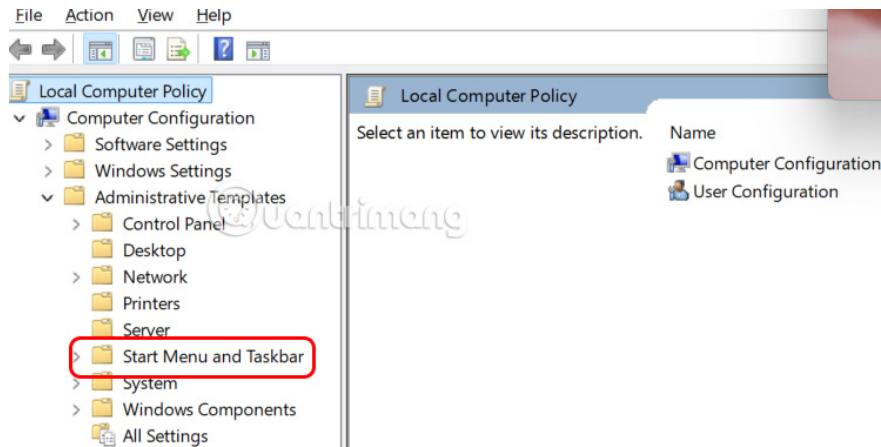 File Action View Help
Local Computer Policy
Computer Configuration
Software Settings
Windows Settings
Administrative Templates
Control Panel
Desktop
Network
Printers
Server
Start Menu and Taskbar
System
Windows Components
All Settings
Local Computer Policy
Select an item to view its description.
Name
Computer Configuration
User Configuration
Quantrimang